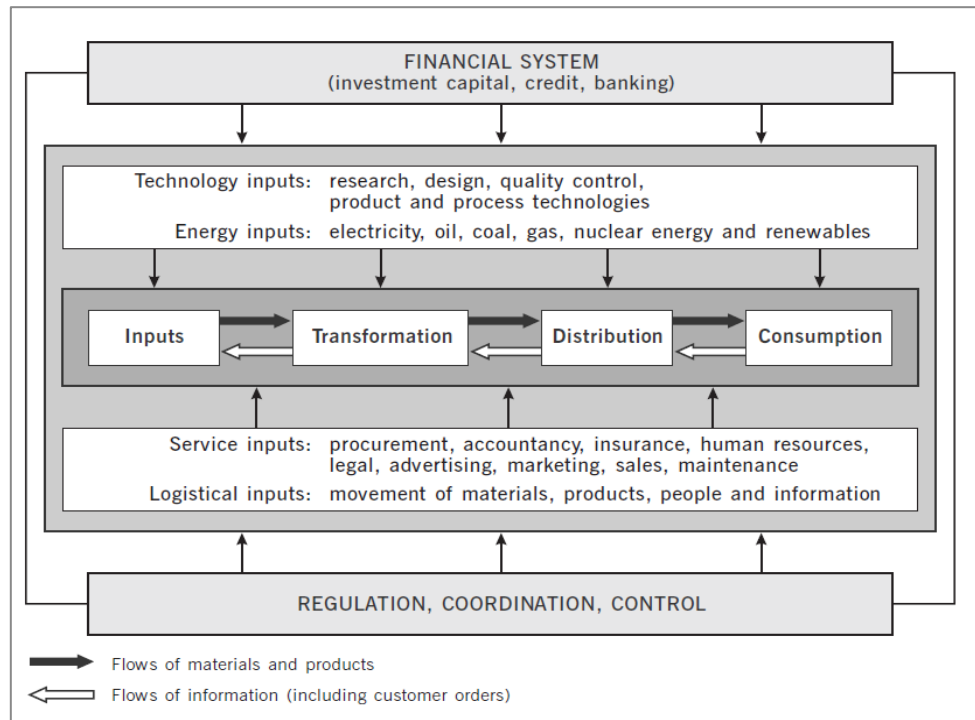 FINANCIAL SYSTEM
(investment capital, credit, banking)
Technology inputs: research, design, quality control,
product and process technologies
Energy inputs: electricity, oil, coal, gas, nuclear energy and renewables
Inputs
Transformation
Distribution
Consumption
Service inputs: procurement, accountancy, insurance, human resources,
legal, advertising, marketing, sales, maintenance
Logistical inputs: movement of materials, products, people and information
REGULATION, COORDINATION, CONTROL
Flows of materials and products
Flows of information (including customer orders)